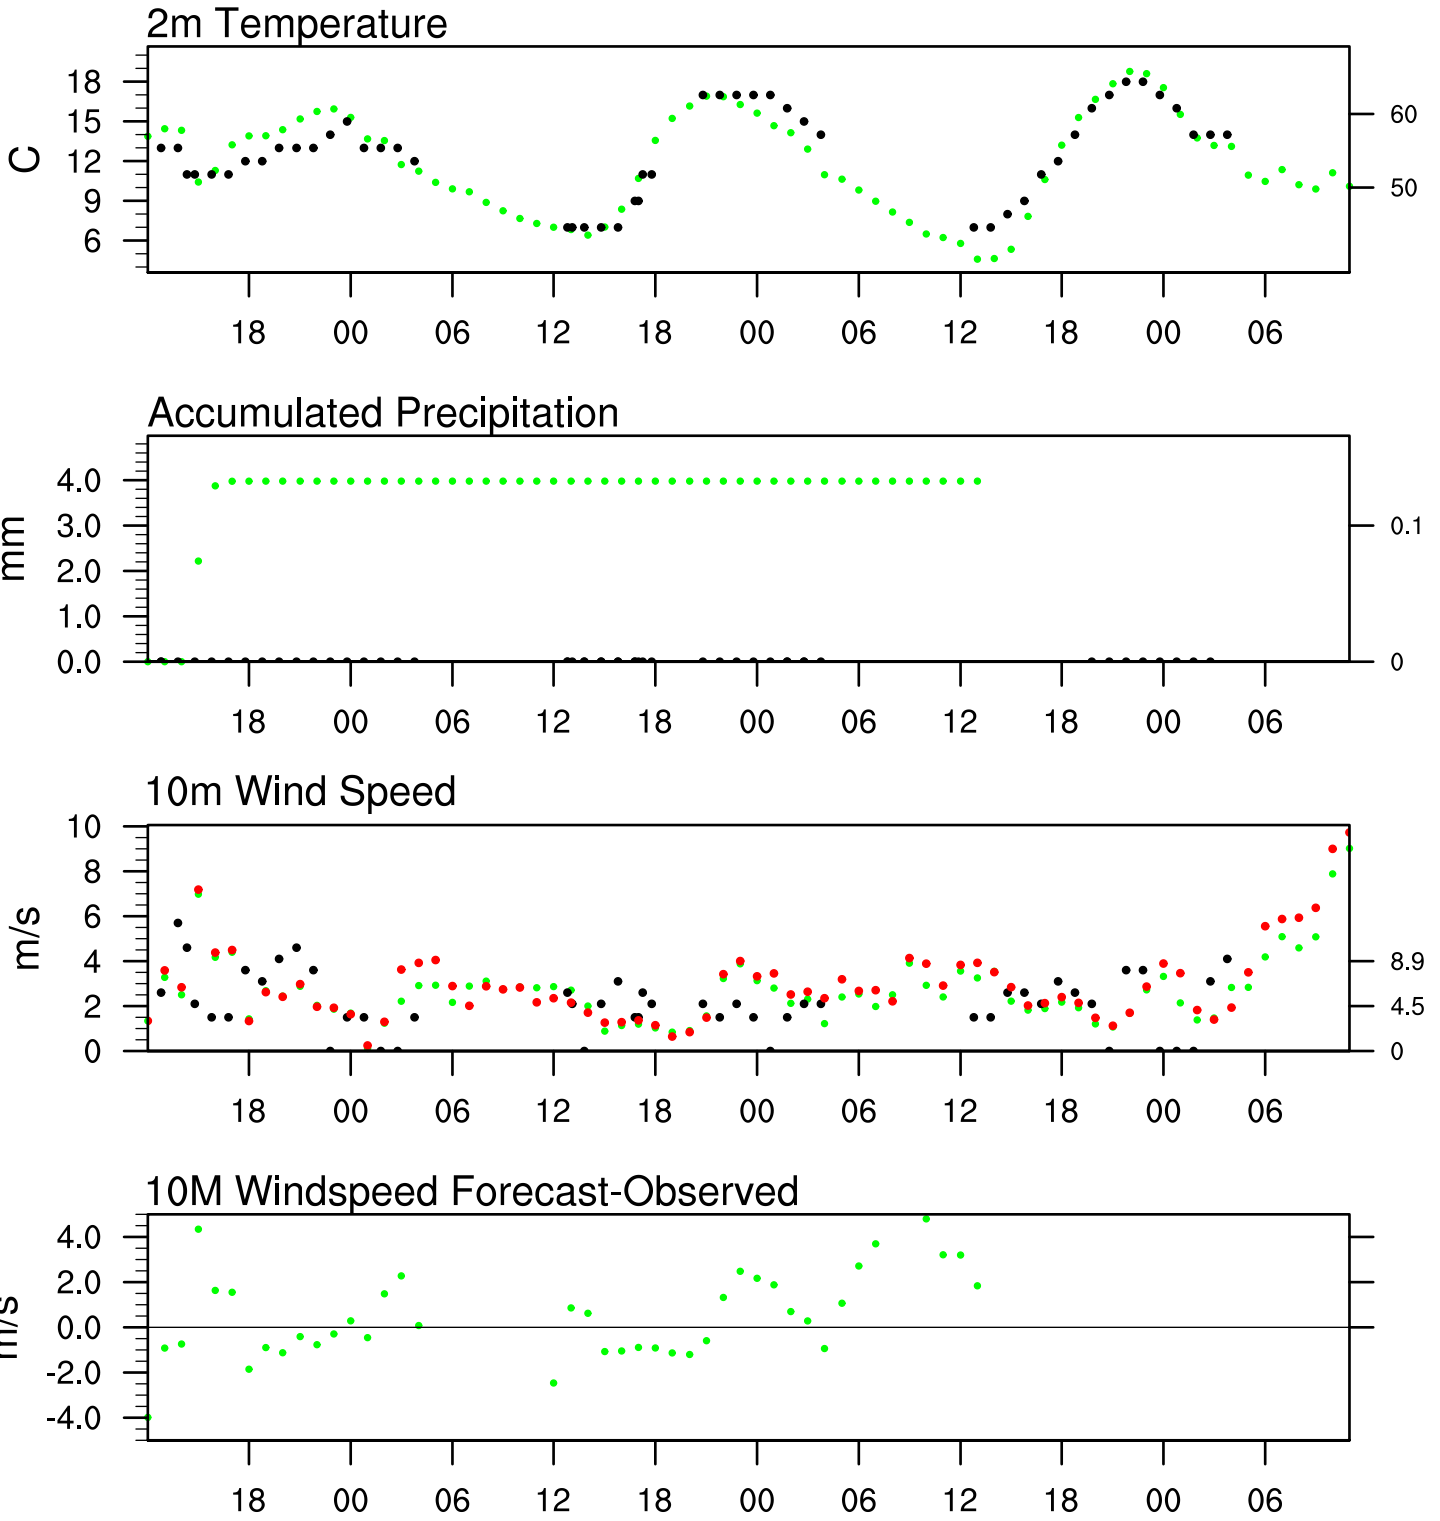 2m Temperature
18
15
12
9
6
C
60
50
18 00 06 12 18 00 06 12 18 00 06
Accumulated Precipitation
4.0
3.0
2.0
1.0
0.0
mm
0.1
0
18 00 06 12 18 00 06 12 18 00 06
10m Wind Speed
10
8
6
4
2
0
m/s
8.9
4.5
0
18 00 06 12 18 00 06 12 18 00 06
10M Windspeed Forecast-Observed
4.0
2.0
0.0
-2.0
-4.0
m/s
18 00 06 12 18 00 06 12 18 00 06